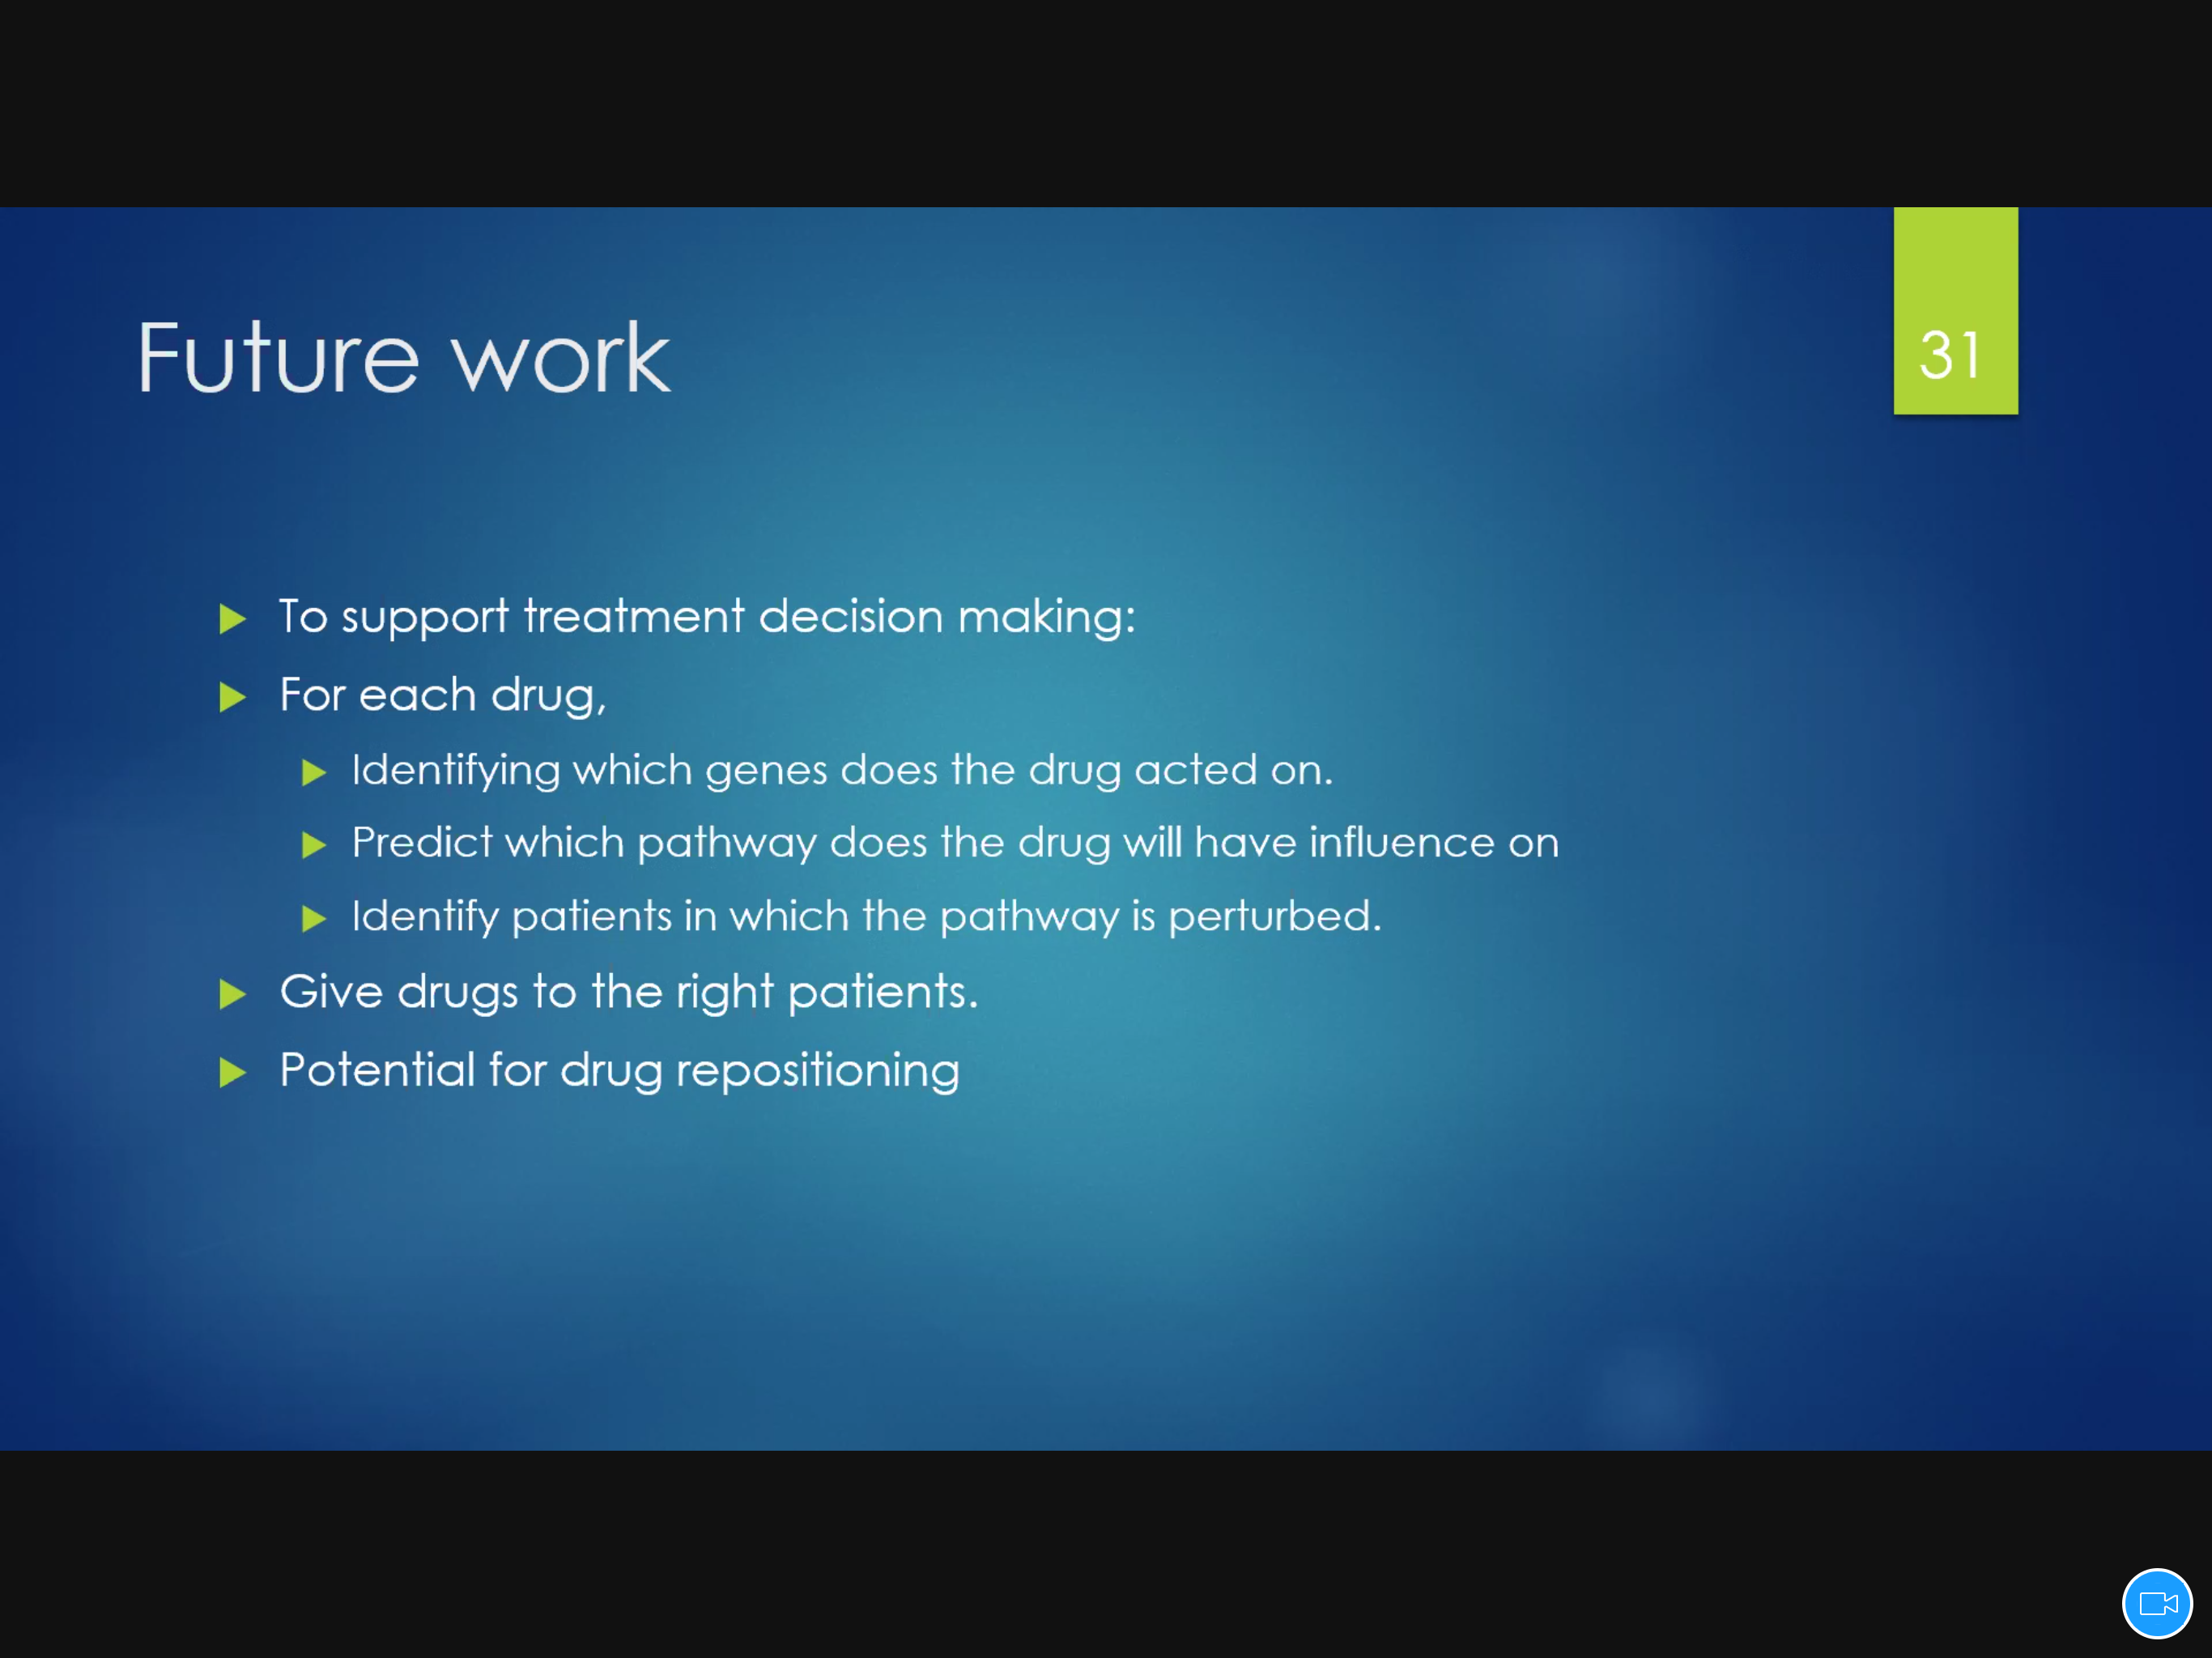 Future work
31
To support treatment decision making:
For each drug,
Identifying which genes does the drug acted on.
Predict which pathway does the drug will have influence on
Identify patients in which the pathway is perturbed.
Give drugs to the right patients.
Potential for drug repositioning